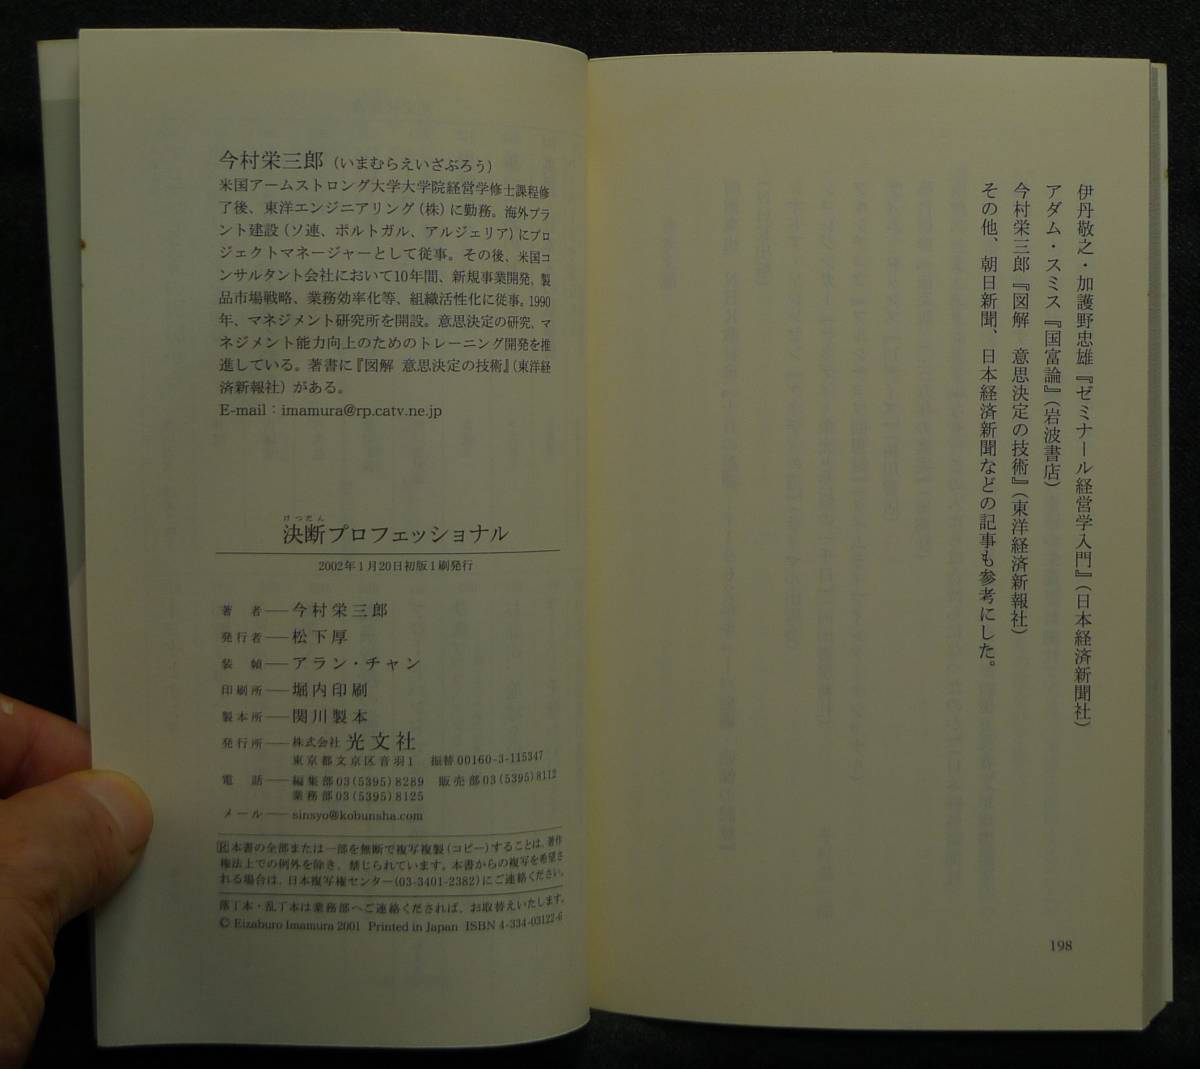 伊丹敬之・加護野忠雄『ゼミナール経営学入門』(日本経済新聞社)
アダム・スミス『国富論』(岩波書店)
今村栄三郎『図解　意思決定の技術』(東洋経済新報社)
その他、朝日新聞、日本経済新聞などの記事も参考にした。
198
今村栄三郎(いまむらえいざぶろう)
米国アームストロング大学大学院経営学修士課程修
了後、東洋エンジニアリング(株)に勤務。海外プラ
ント建設(ソ連、ポルトガル、アルジェリア)にプロ
ジェクトマネージャーとして従事。その後、米国コ
ンサルタント会社において10年間、新規事業開発、製
品市場戦略、業務効率化等、組織活性化に従事。1990
年、マネジメント研究所を開設。意思決定の研究、マ
ネジメント能力向上のためのトレーニング開発を推
進している。著書に『図解 意思決定の技術』(東洋経
済新報社)がある。
E-mail：imamura@rp.catv.ne.jp
けつだん
決断プロフェッショナル
2002年1月20日初版1刷発行
著　者──今村栄三郎
発行者──松下厚
装　幀──アラン・チャン
印刷所──堀内印刷
製本所──関川製本
発行所──株式会社 光文社
東京都文京区音羽1　振替00160-3-115347
電　話──編集部03(5395)8289　販売部03(5395)8112
業務部03(5395)8125
メール──sinsyo@kobunsha.com
R本書の全部または一部を無断で複写複製(コピー)することは、著作
権法上での例外を除き、禁じられています。本書からの複写を希望さ
れる場合は、日本複写権センター(03-3401-2382)にご連絡ください。
落丁本・乱丁本は業務部へご連絡くだされば、お取替えいたします。
© Eizaburo Imamura 2001 Printed in Japan ISBN 4-334-03122-6